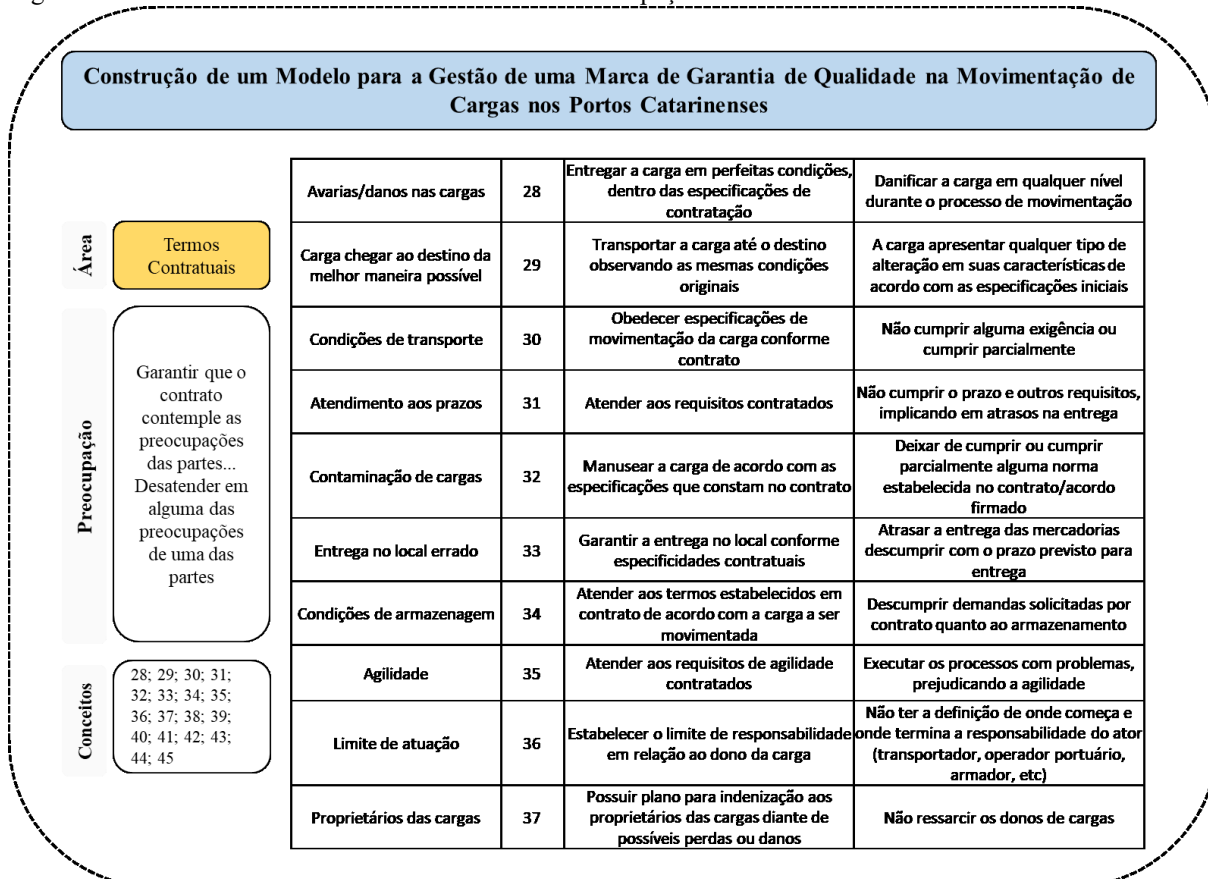 Construção de um Modelo para a Gestão de uma Marca de Garantia de Qualidade na Movimentação de
Cargas nos Portos Catarinenses
Área
Termos
Contratuais
Preocupação
Garantir que o
contrato
contemple as
preocupações
das partes...
Desatender em
alguma das
preocupações
de uma das
partes
Conceitos
28; 29; 30; 31;
32; 33; 34; 35;
36; 37; 38; 39;
40; 41; 42; 43;
44; 45
Avarias/danos nas cargas
28
Entregar a carga em perfeitas condições,
dentro das especificações de
contratação
Danificar a carga em qualquer nível
durante o processo de movimentação
Carga chegar ao destino da
melhor maneira possível
29
Transportar a carga até o destino
observando as mesmas condições
originais
A carga apresentar qualquer tipo de
alteração em suas características de
acordo com as especificações iniciais
Condições de transporte
30
Obedecer especificações de
movimentação da carga conforme
contrato
Não cumprir alguma exigência ou
cumprir parcialmente
Atendimento aos prazos
31
Atender aos requisitos contratados
Não cumprir o prazo e outros requisitos,
implicando em atrasos na entrega
Contaminação de cargas
32
Manusear a carga de acordo com as
especificações que constam no contrato
Deixar de cumprir ou cumprir
parcialmente alguma norma
estabelecida no contrato/acordo
firmado
Entrega no local errado
33
Garantir a entrega no local conforme
especificidades contratuais
Atrasar a entrega das mercadorias
descumprir com o prazo previsto para
entrega
Condições de armazenagem
34
Atender aos termos estabelecidos em
contrato de acordo com a carga a ser
movimentada
Descumprir demandas solicitadas por
contrato quanto ao armazenamento
Agilidade
35
Atender aos requisitos de agilidade
contratados
Executar os processos com problemas,
prejudicando a agilidade
Limite de atuação
36
Estabelecer o limite de responsabilidade
em relação ao dono da carga
Não ter a definição de onde começa e
onde termina a responsabilidade do ator
(transportador, operador portuário,
armador, etc)
Proprietários das cargas
37
Possuir plano para indenização aos
proprietários das cargas diante de
possíveis perdas ou danos
Não ressarcir os donos de cargas